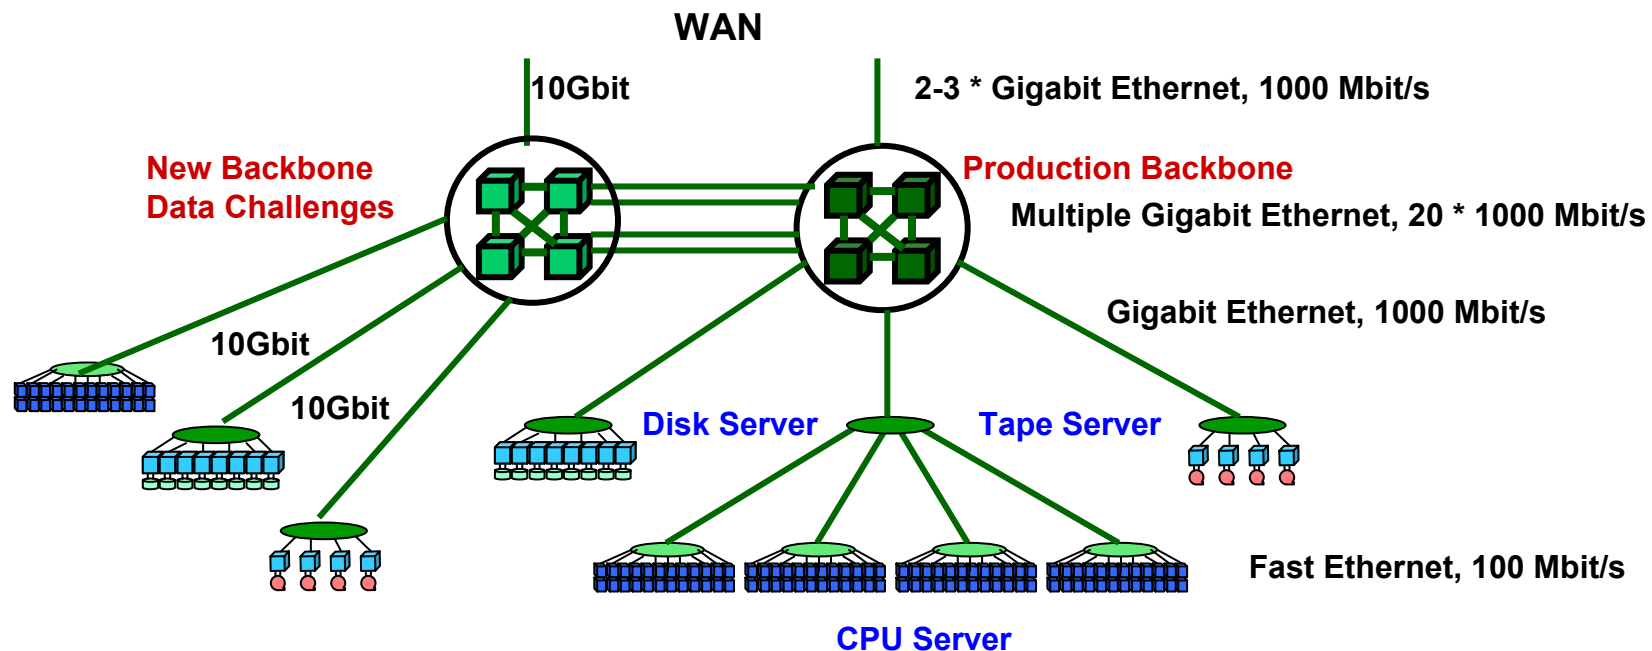 WAN
10Gbit
2-3 * Gigabit Ethernet, 1000 Mbit/s
New Backbone
Data Challenges
Production Backbone
Multiple Gigabit Ethernet, 20 * 1000 Mbit/s
Gigabit Ethernet, 1000 Mbit/s
10Gbit
10Gbit
Disk Server
Tape Server
Fast Ethernet, 100 Mbit/s
CPU Server